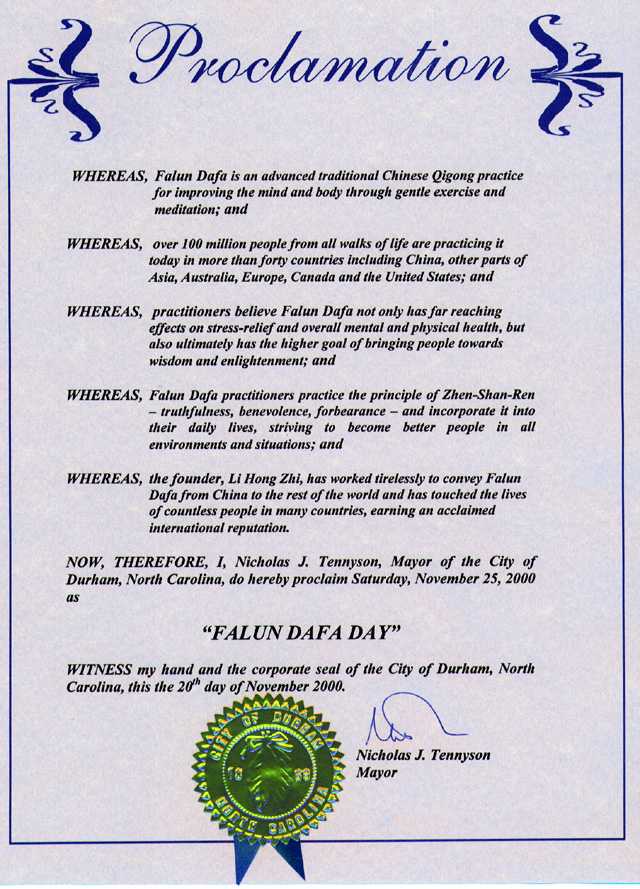 Proclamation
WHEREAS, Falun Dafa is an advanced traditional Chinese Qigong practice
for improving the mind and body through gentle exercise and
meditation; and
WHEREAS, over 100 million people from all walks of life are practicing it
today in more than forty countries including China, other parts of
Asia, Australia, Europe, Canada and the United States; and
WHEREAS, practitioners believe Falun Dafa not only has far reaching
effects on stress-relief and overall mental and physical health, but
also ultimately has the higher goal of bringing people towards
wisdom and enlightenment; and
WHEREAS, Falun Dafa practitioners practice the principle of Zhen-Shan-Ren
– truthfulness, benevolence, forbearance – and incorporate it into
their daily lives, striving to become better people in all
environments and situations; and
WHEREAS, the founder, Li Hong Zhi, has worked tirelessly to convey Falun
Dafa from China to the rest of the world and has touched the lives
of countless people in many countries, earning an acclaimed
international reputation.
NOW, THEREFORE, I, Nicholas J. Tennyson, Mayor of the City of
Durham, North Carolina, do hereby proclaim Saturday, November 25, 2000
as
“FALUN DAFA DAY”
WITNESS my hand and the corporate seal of the City of Durham, North
Carolina, this the 20th day of November 2000.
Nicholas J. Tennyson
Mayor
CITY OF DURHAM
NORTH CAROLINA